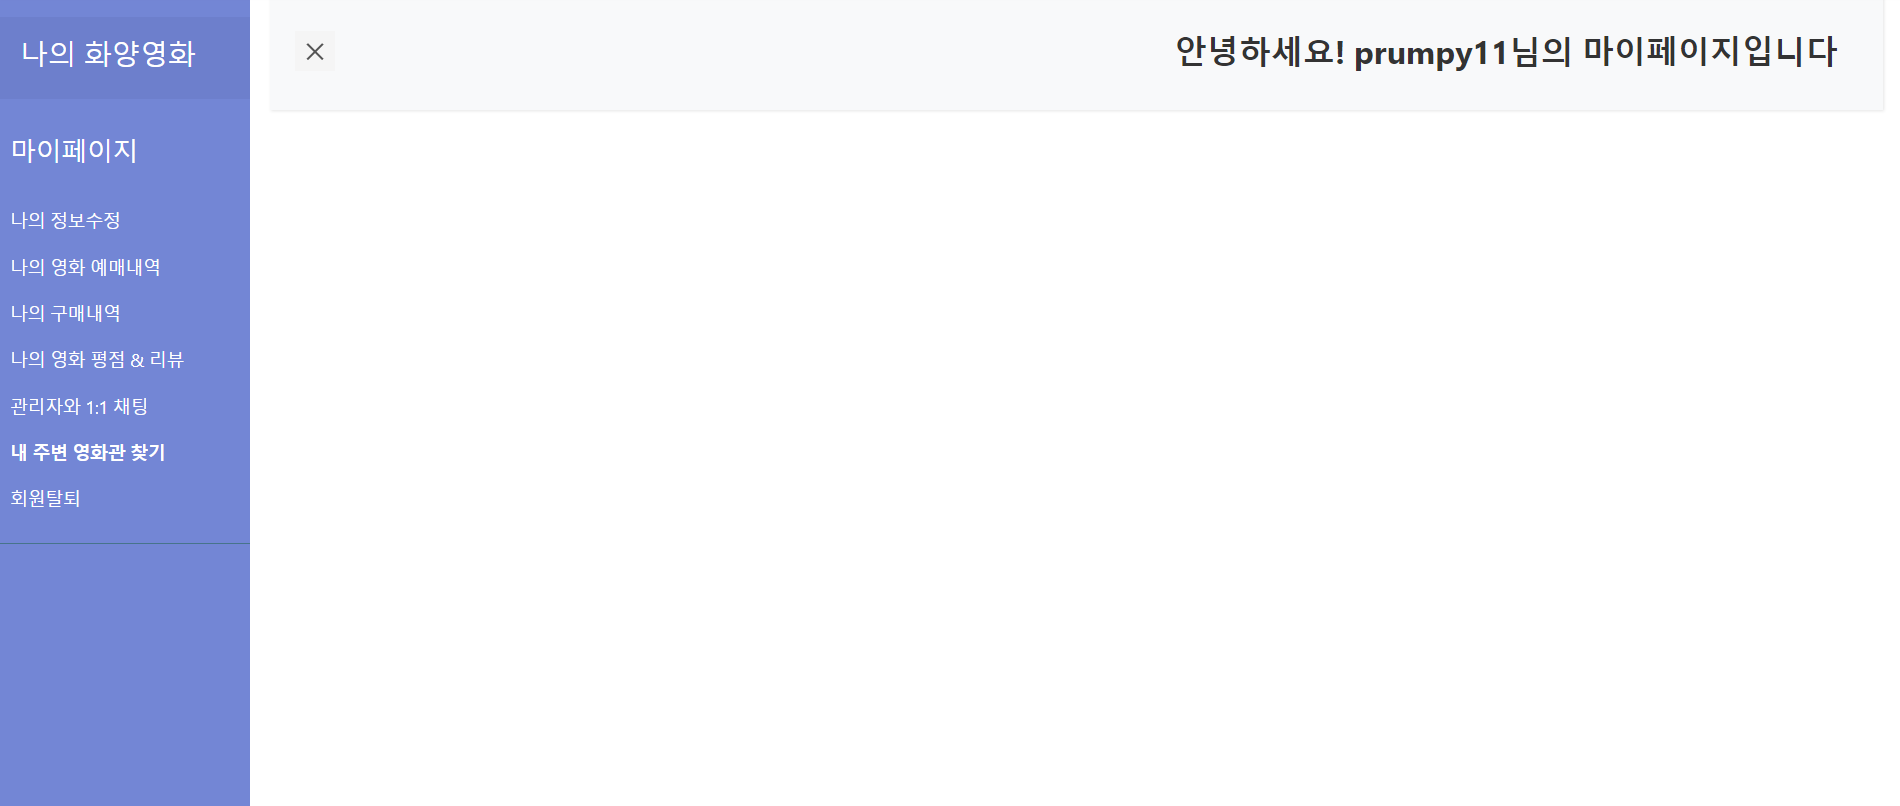 나의 화양영화
안녕하세요! prumpy11님의 마이페이지입니다
마이페이지
나의 정보수정
나의 영화 예매내역
나의 구매내역
나의 영화 평점 & 리뷰
관리자와 1:1 채팅
내 주변 영화관 찾기
회원탈퇴